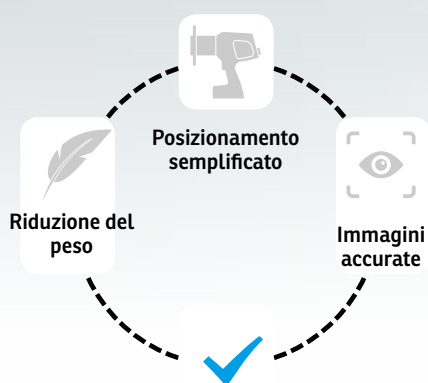 Posizionamento
semplificato
Riduzione del
peso
Immagini
accurate